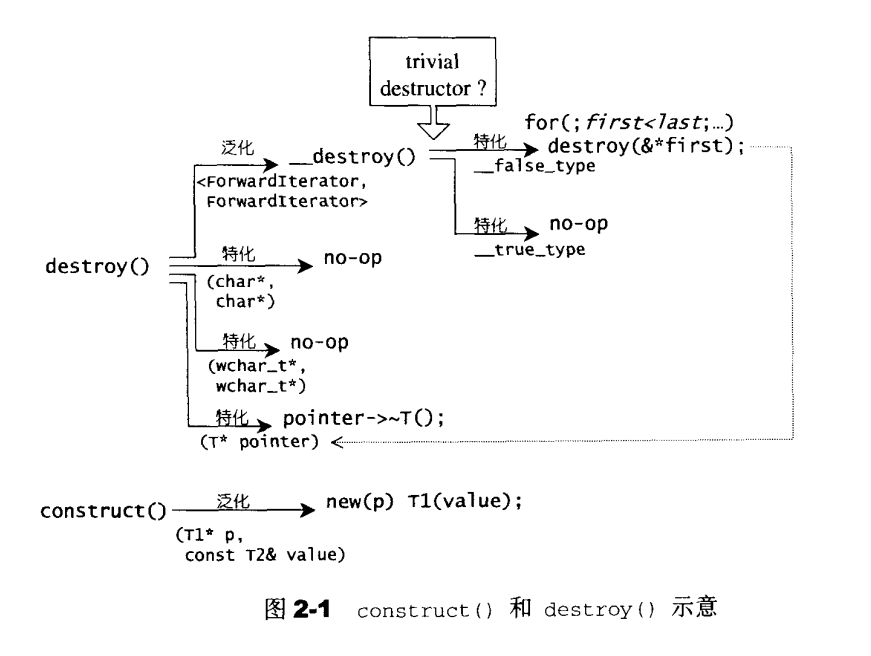 trivial
destructor ?
for(;first<last;…)
泛化
__destroy()
特化
destroy(&*first);
__false_type
<ForwardIterator,
ForwardIterator>
特化
no-op
__true_type
destroy()
特化
no-op
(char*,
char*)
特化
no-op
(wchar_t*,
wchar_t*)
特化
pointer->~T();
(T* pointer)
construct()
泛化
new(p) T1(value);
(T1* p,
const T2& value)
图 2-1 construct() 和 destroy() 示意